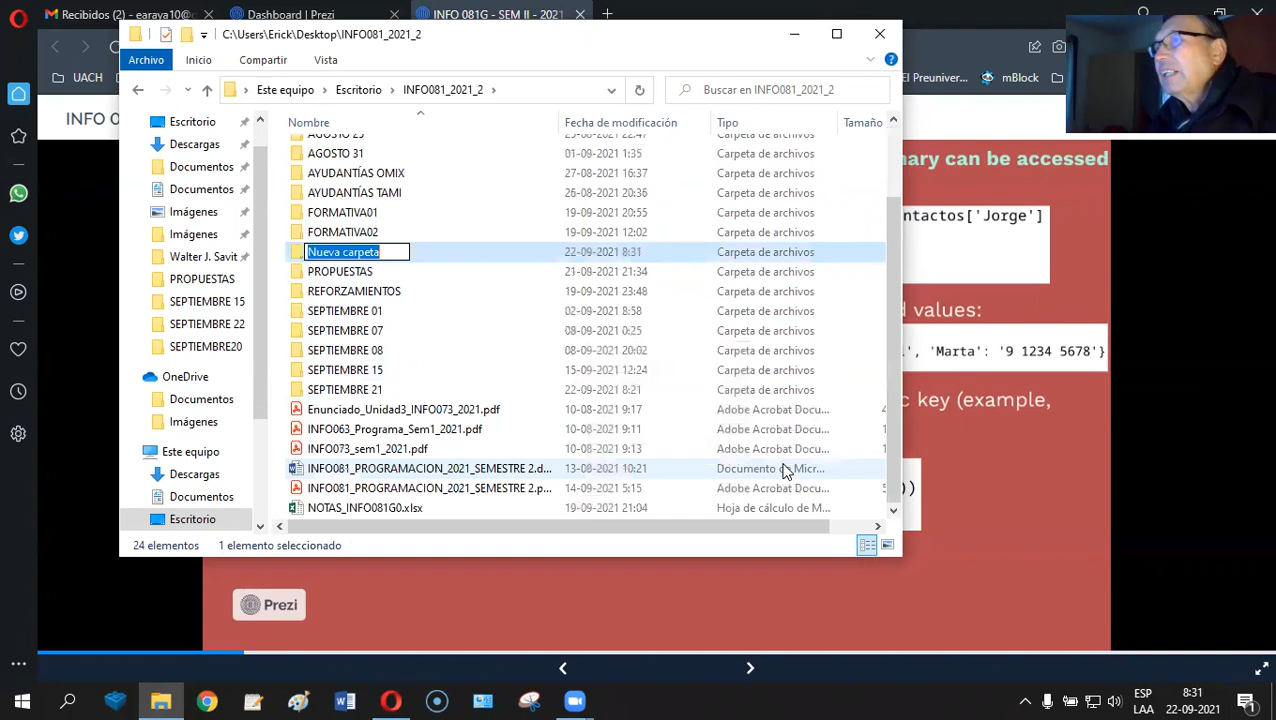 Recibidos (2) - earaya10@
Dashboard | Prezi
INFO 081G - SEM II - 2021
C:\Users\Erick\Desktop\INFO081_2021_2
Archivo
Inicio
Compartir
Vista
UACH
El Preuniver...
mBlock
Este equipo
Escritorio
INFO081_2021_2
Buscar en INFO081_2021_2
INFO 0
Nombre
Fecha de modificación
Tipo
Tamaño
Escritorio
Descargas
Documentos
Documentos
Imágenes
Imágenes
Walter J. Savit
PROPUESTAS
SEPTIEMBRE 15
SEPTIEMBRE 22
SEPTIEMBRE20
OneDrive
Documentos
Imágenes
Este equipo
Descargas
Documentos
Escritorio
AGOSTO 31 01-09-2021 1:35 Carpeta de archivos
AYUDANTÍAS OMIX 27-08-2021 16:37 Carpeta de archivos
AYUDANTÍAS TAMI 26-08-2021 20:36 Carpeta de archivos
FORMATIVA01 19-09-2021 20:55 Carpeta de archivos
FORMATIVA02 19-09-2021 12:02 Carpeta de archivos
Nueva carpeta 22-09-2021 8:31 Carpeta de archivos
PROPUESTAS 21-09-2021 21:34 Carpeta de archivos
REFORZAMIENTOS 19-09-2021 23:48 Carpeta de archivos
SEPTIEMBRE 01 02-09-2021 8:58 Carpeta de archivos
SEPTIEMBRE 07 08-09-2021 0:25 Carpeta de archivos
SEPTIEMBRE 08 08-09-2021 20:02 Carpeta de archivos
SEPTIEMBRE 15 15-09-2021 12:24 Carpeta de archivos
SEPTIEMBRE 21 22-09-2021 8:21 Carpeta de archivos
Enunciado_Unidad3_INFO073_2021.pdf 10-08-2021 9:17 Adobe Acrobat Docu...
INFO063_Programa_Sem1_2021.pdf 10-08-2021 9:11 Adobe Acrobat Docu...
INFO073_sem1_2021.pdf 10-08-2021 9:13 Adobe Acrobat Docu...
INFO081_PROGRAMACION_2021_SEMESTRE 2.d... 13-08-2021 10:21 Documento de Micr...
INFO081_PROGRAMACION_2021_SEMESTRE 2.p... 14-09-2021 5:15 Adobe Acrobat Docu...
NOTAS_INFO081G0.xlsx 19-09-2021 21:04 Hoja de cálculo de M...
24 elementos
1 elemento seleccionado
nary can be accessed
ntactos['Jorge']
d values:
', 'Marta': '9 1234 5678'}
c key (example,
))
Prezi
ESP
LAA
8:31
22-09-2021
1